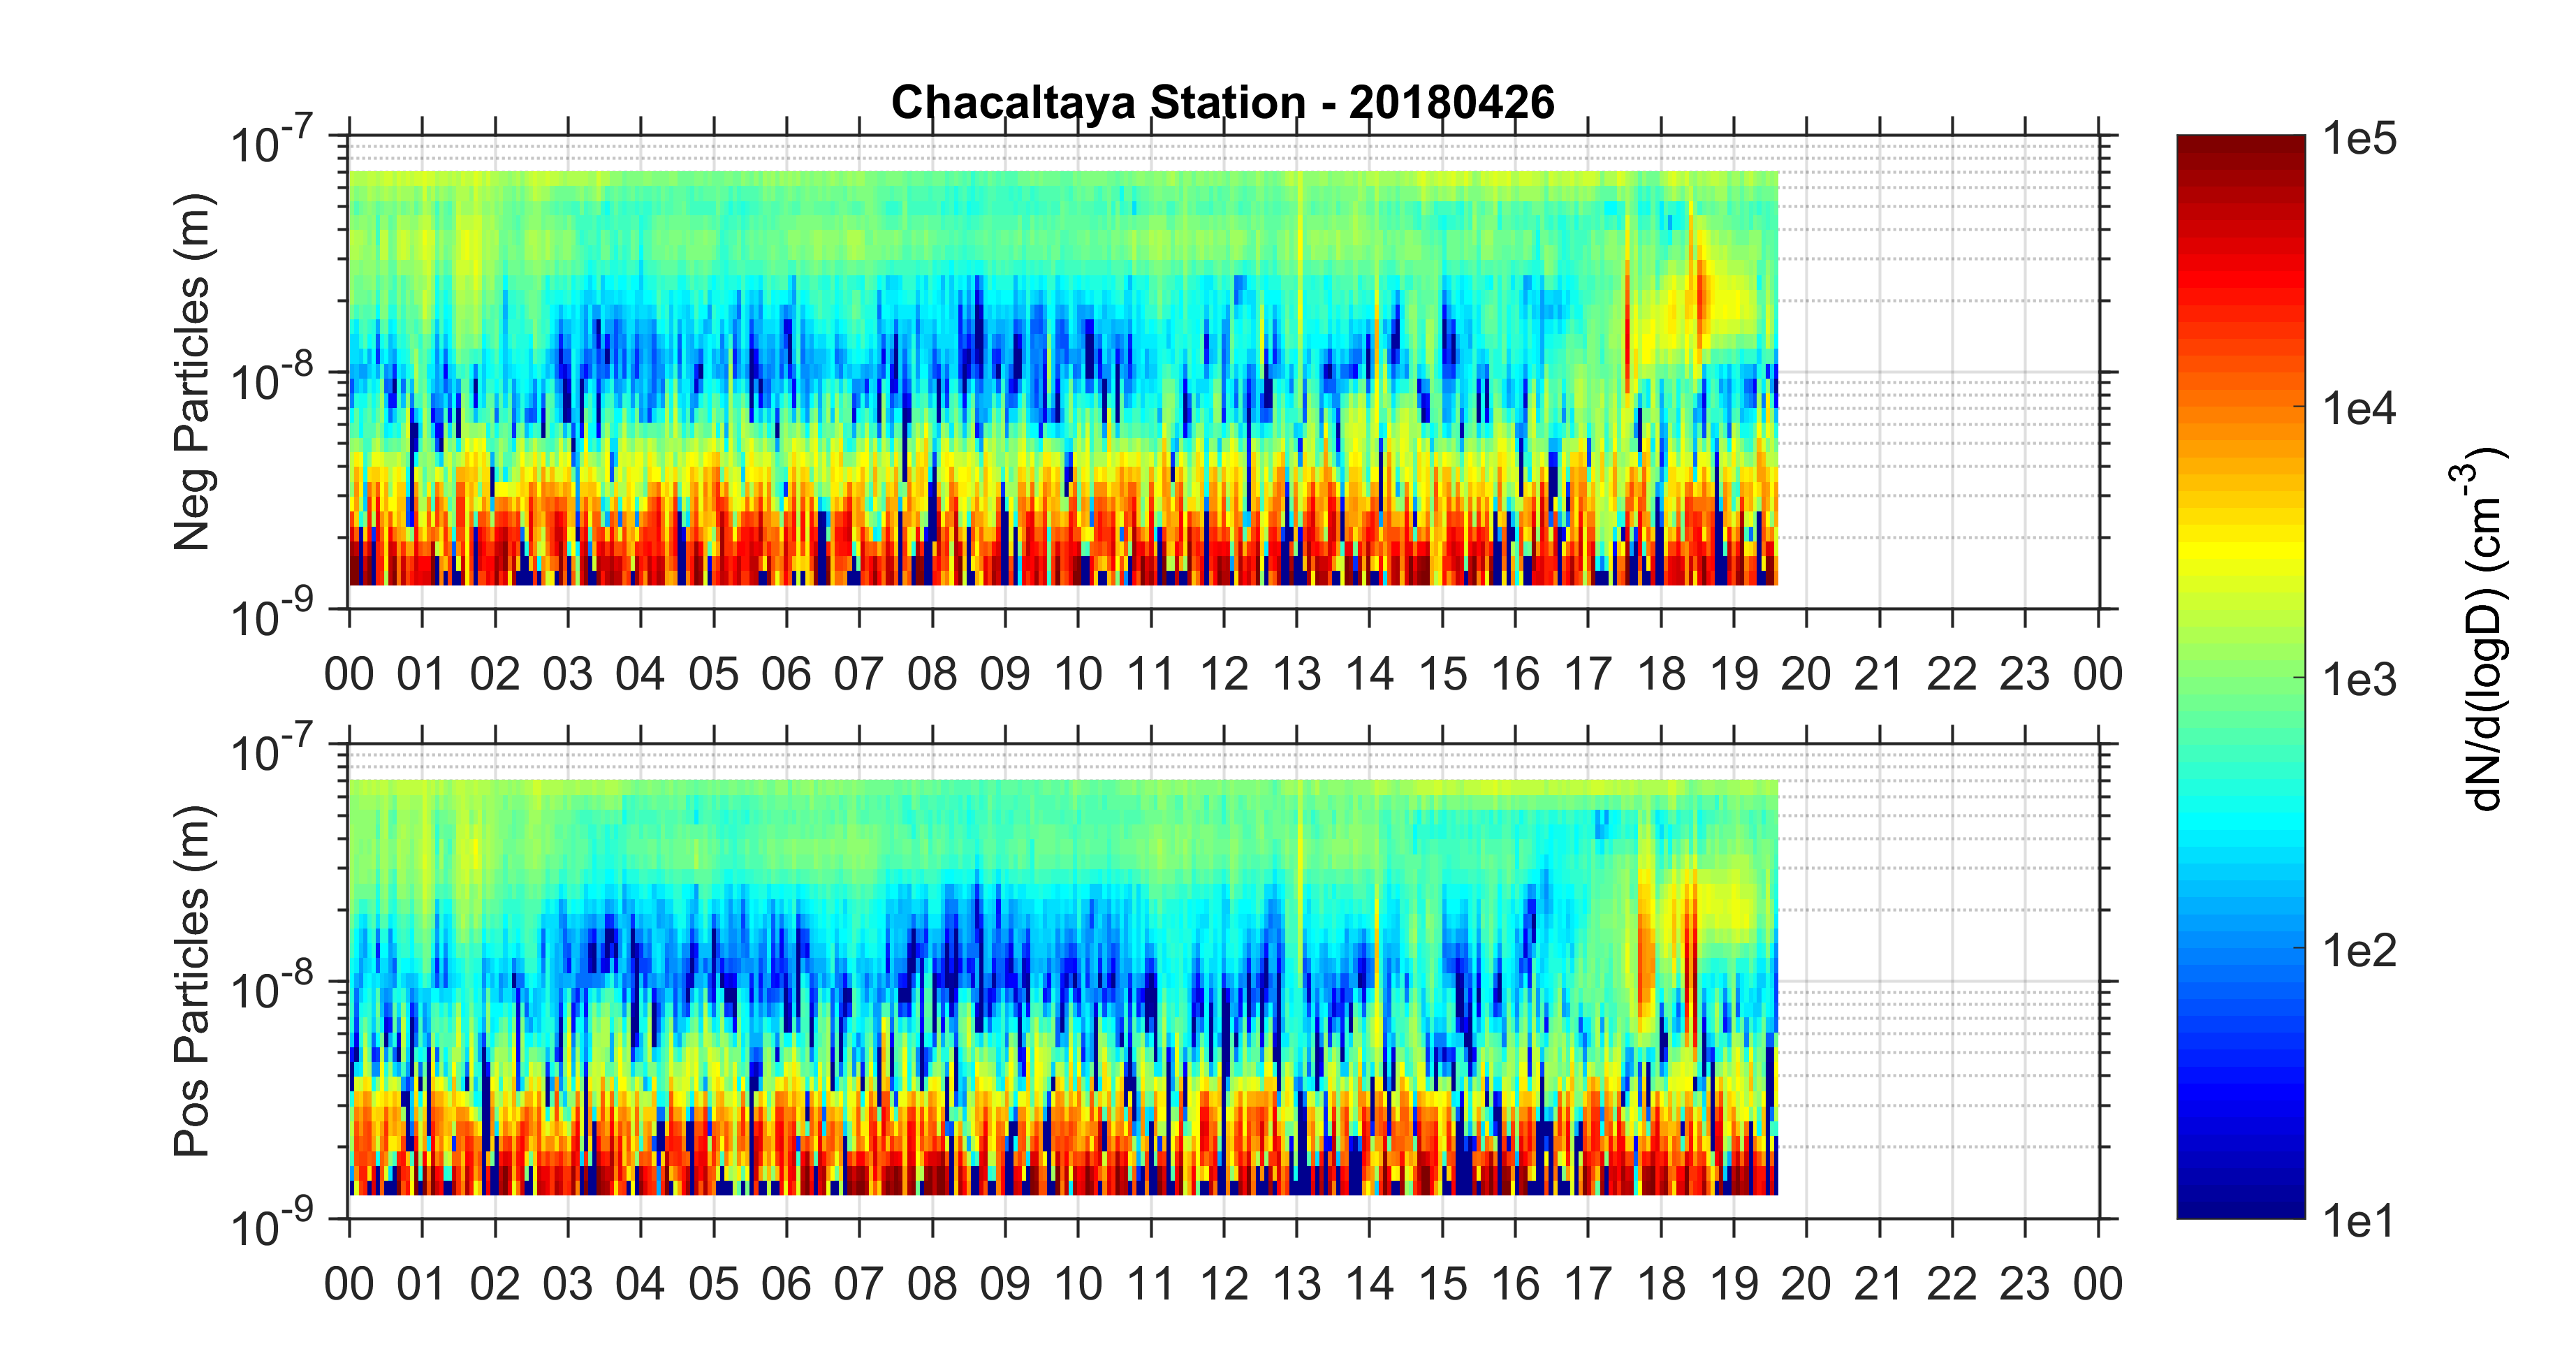 Chacaltaya Station - 20180426
10-7
10-8
10-9
Neg Particles (m)
00 01 02 03 04 05 06 07 08 09 10 11 12 13 14 15 16 17 18 19 20 21 22 23 00
10-7
10-8
10-9
Pos Particles (m)
00 01 02 03 04 05 06 07 08 09 10 11 12 13 14 15 16 17 18 19 20 21 22 23 00
1e5
1e4
1e3
1e2
1e1
dN/d(logD) (cm-3)